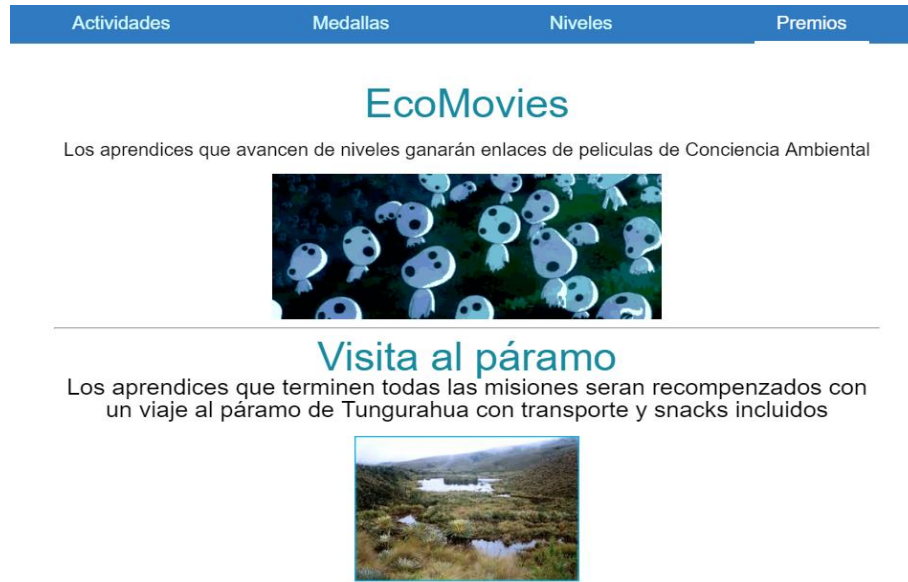 Actividades Medallas Niveles Premios
EcoMovies
Los aprendices que avancen de niveles ganarán enlaces de peliculas de Conciencia Ambiental
Visita al páramo
Los aprendices que terminen todas las misiones seran recompenzados con
un viaje al páramo de Tungurahua con transporte y snacks incluidos